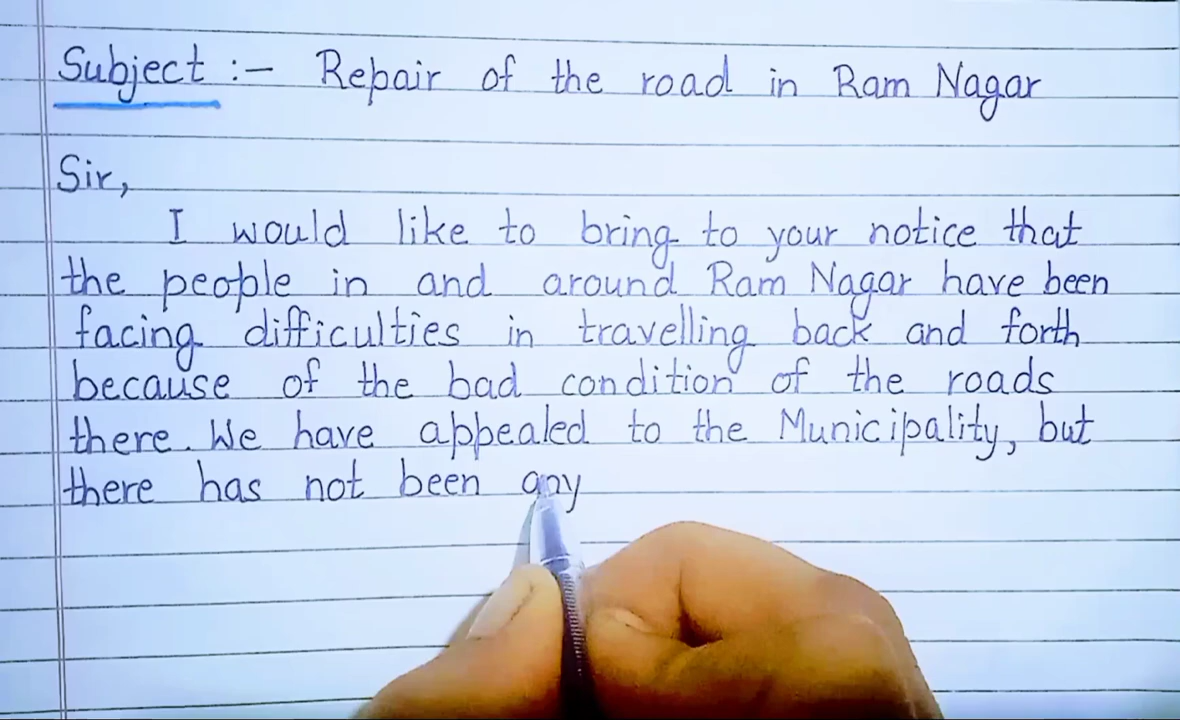 Subject :- Repair of the road in Ram Nagar
Sir,
I would like to bring to your notice that
the people in and around Ram Nagar have been
facing difficulties in travelling back and forth
because of the bad condition of the roads
there. We have appealed to the Municipality, but
there has not been any